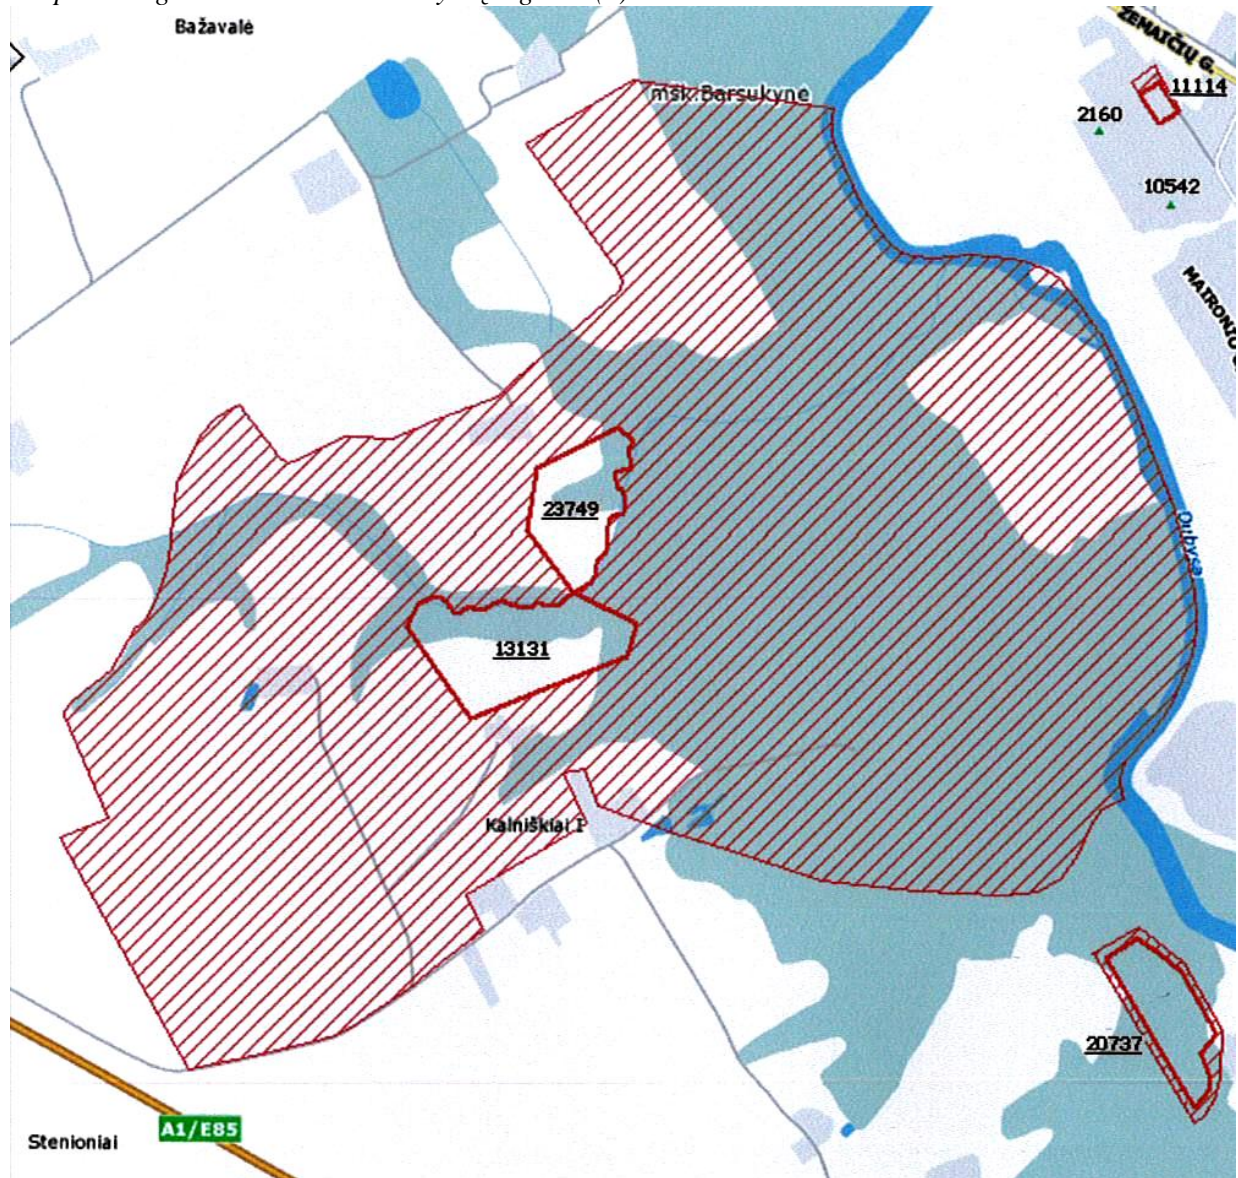 Bažavalė
ŽEMAIČIŲ G.
msk.Barsukynė
11114
2160
10542
MAIRONIO G.
23749
Dubysa
13131
Kalniškiai I
20737
A1/E85
Stenioniai